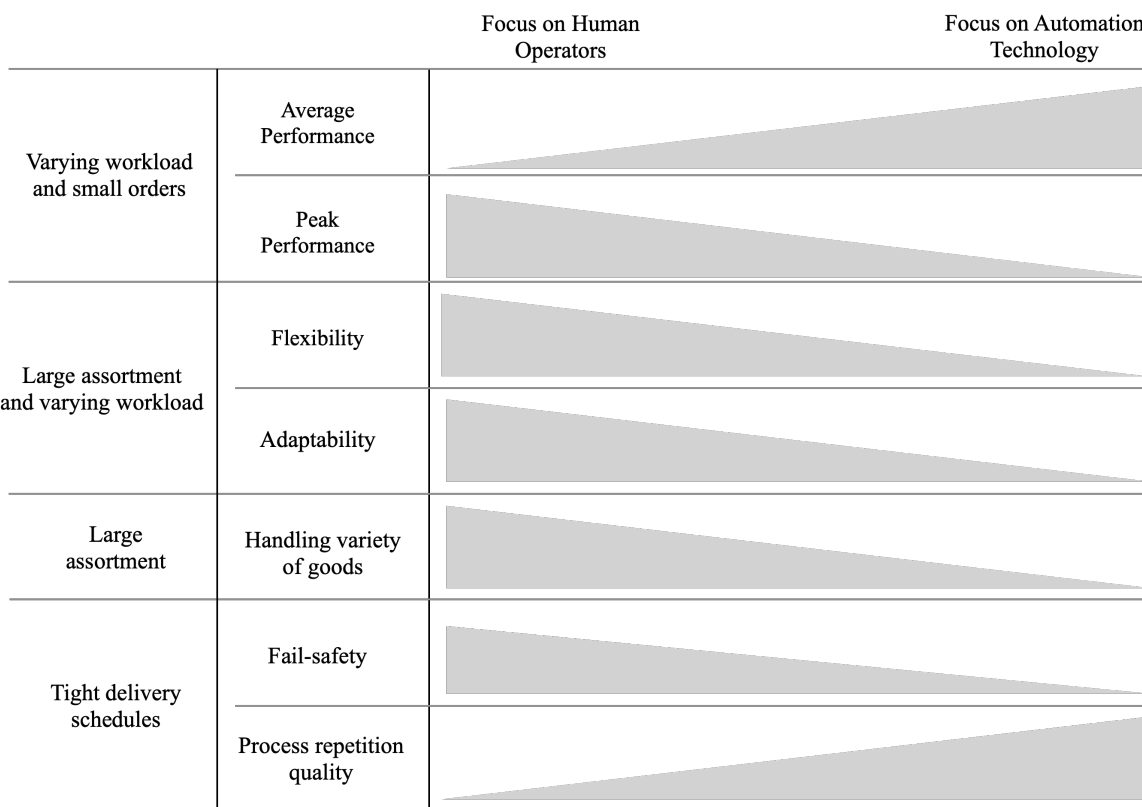 Focus on Human
Operators
Focus on Automation
Technology
Varying workload
and small orders
Average
Performance
Peak
Performance
Large assortment
and varying workload
Flexibility
Adaptability
Large
assortment
Handling variety
of goods
Tight delivery
schedules
Fail-safety
Process repetition
quality